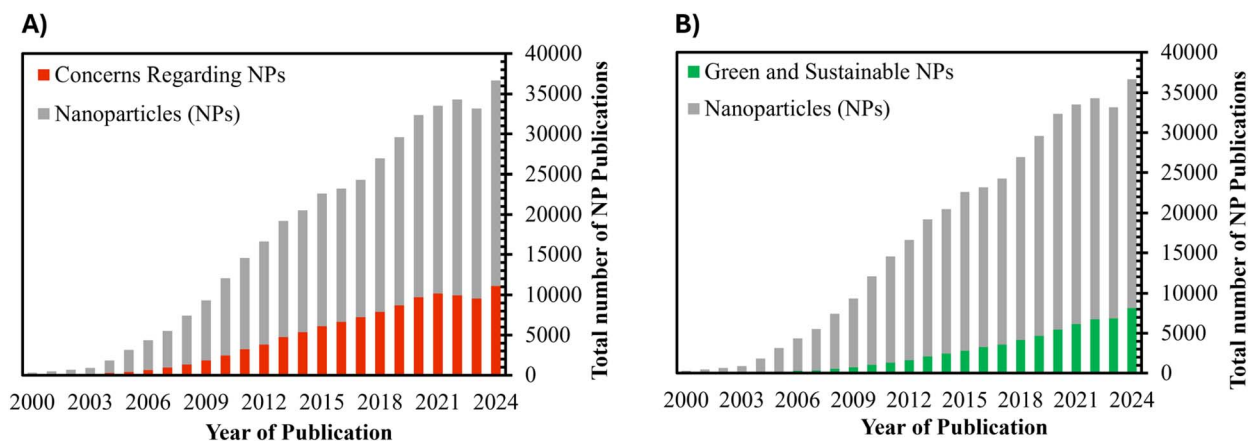 A)
Concerns Regarding NPs
Nanoparticles (NPs)
40000
35000
30000
25000
20000
15000
10000
5000
0
Total number of NP Publications
2000 2003 2006 2009 2012 2015 2018 2021 2024
Year of Publication
B)
Green and Sustainable NPs
Nanoparticles (NPs)
40000
35000
30000
25000
20000
15000
10000
5000
0
Total number of NP Publications
2000 2003 2006 2009 2012 2015 2018 2021 2024
Year of Publication